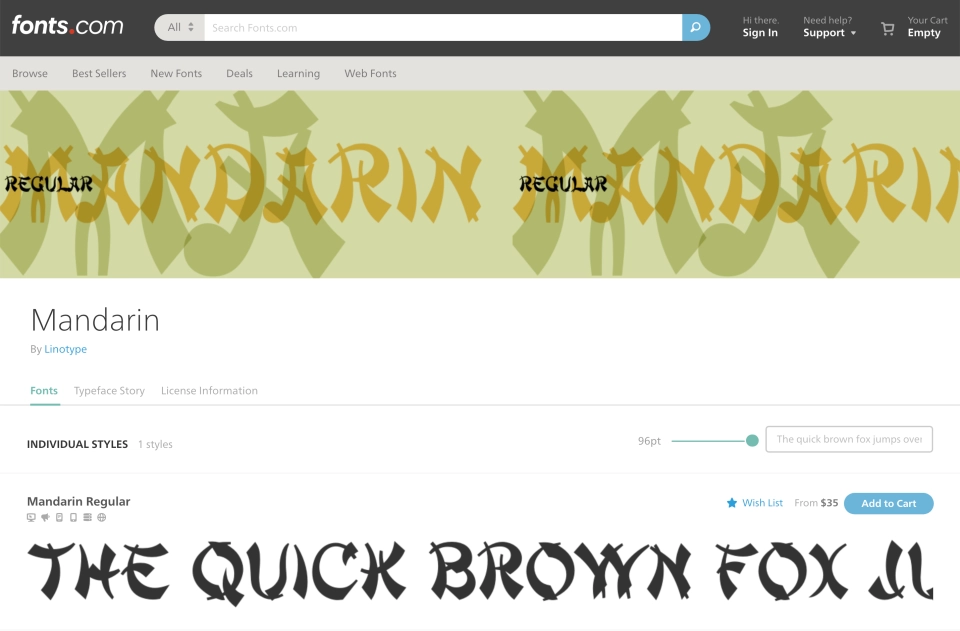 fonts.com
All
Search Fonts.com
Hi there.
Sign In
Need help?
Support
Your Cart
Empty
Browse Best Sellers New Fonts Deals Learning Web Fonts
MA MA
MANDARIN MANDARIN
REGULAR REGULAR
Mandarin
By Linotype
Fonts Typeface Story License Information
INDIVIDUAL STYLES 1 styles
96pt
The quick brown fox jumps over
Mandarin Regular
Wish List From $35 Add to Cart
THE QUICK BROWN FOX JU